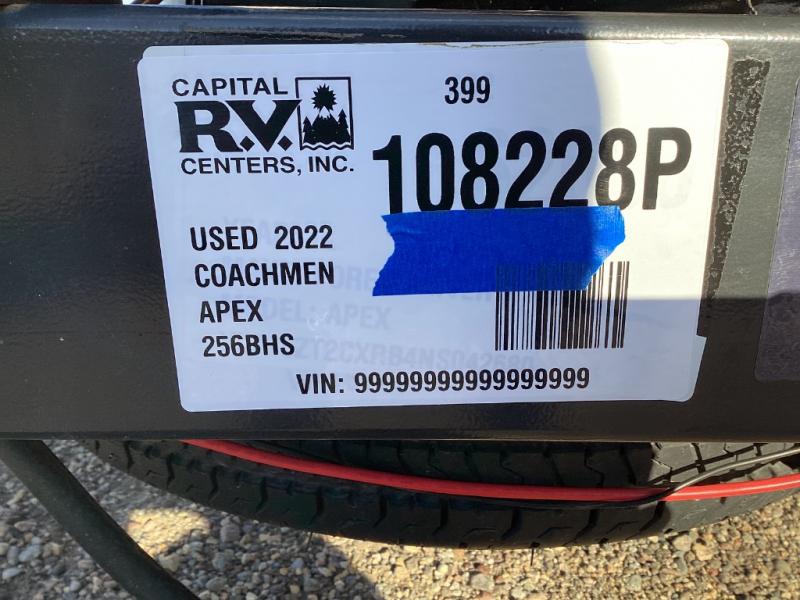 CAPITAL
R.V.
CENTERS, INC.
399
108228P
USED 2022
COACHMEN
APEX
256BHS
VIN: 99999999999999999